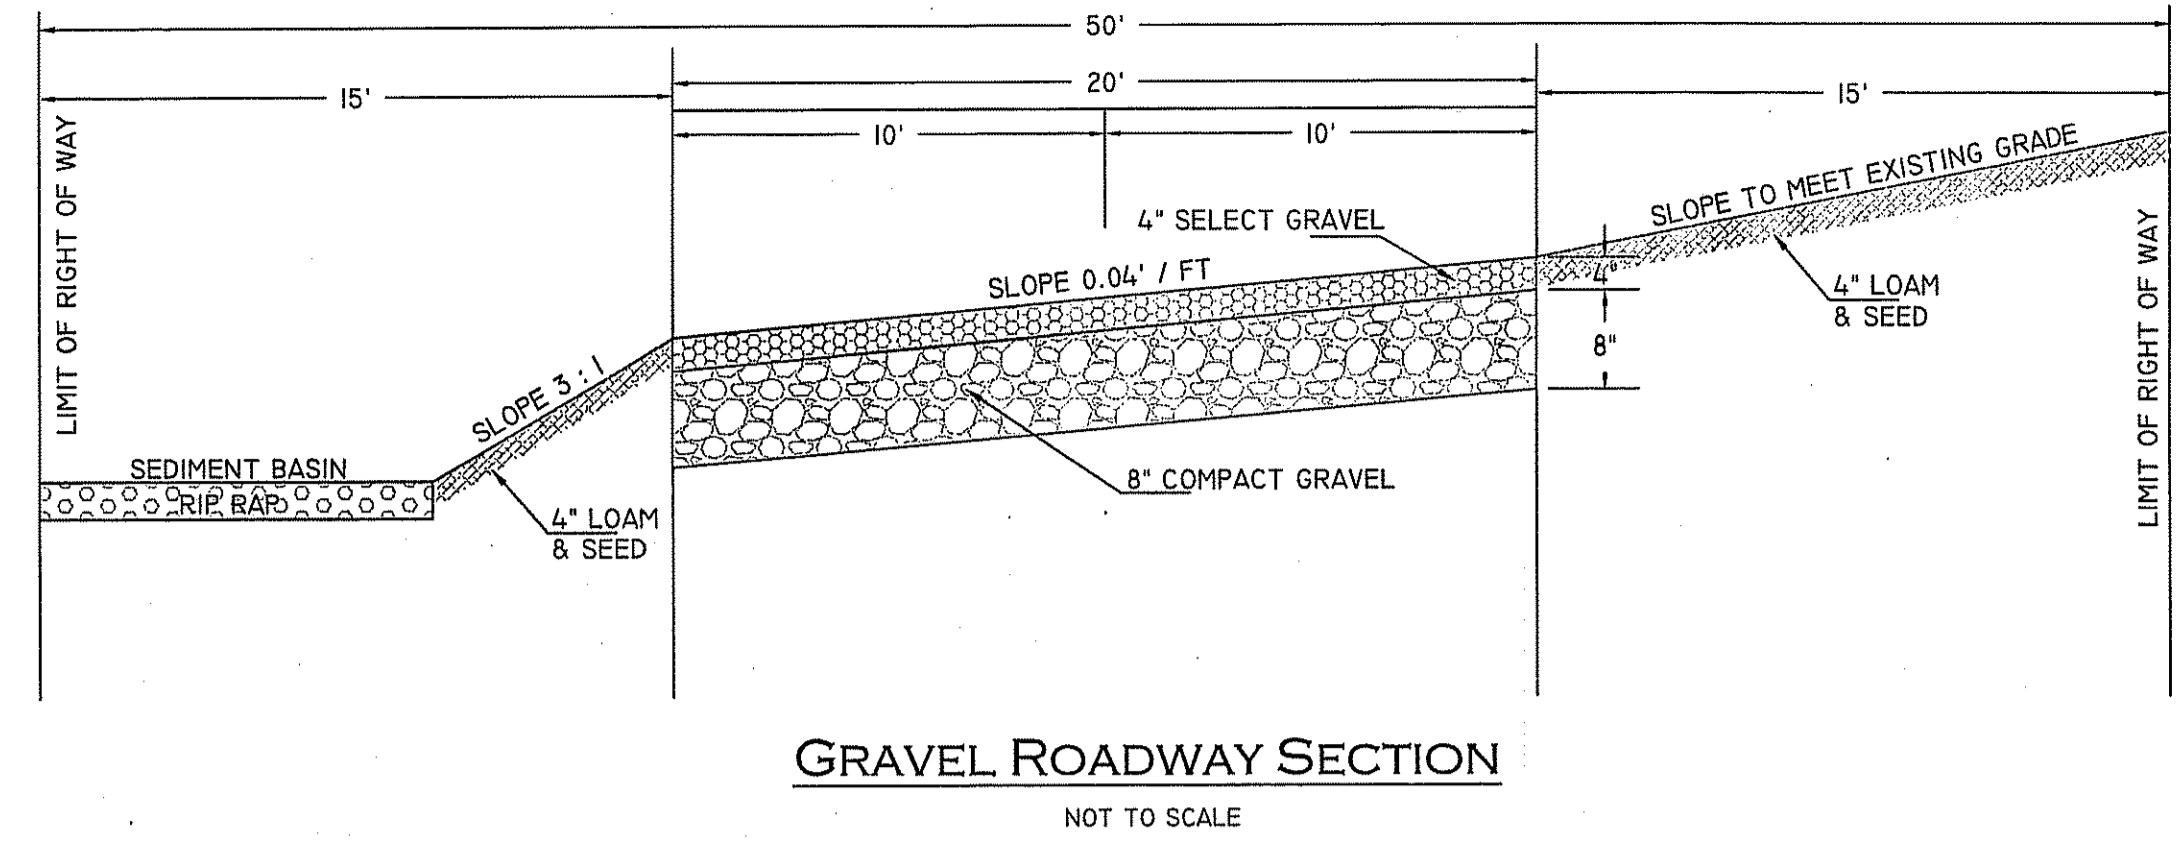 50'
20'
15'
15'
10'
10'
LIMIT OF RIGHT OF WAY
SLOPE TO MEET EXISTING GRADE
4" SELECT GRAVEL
SLOPE 0.04' / FT
4"
4" LOAM
& SEED
LIMIT OF RIGHT OF WAY
8"
SLOPE 3 : 1
SEDIMENT BASIN
RIP RAP
8" COMPACT GRAVEL
4" LOAM
& SEED
GRAVEL ROADWAY SECTION
NOT TO SCALE